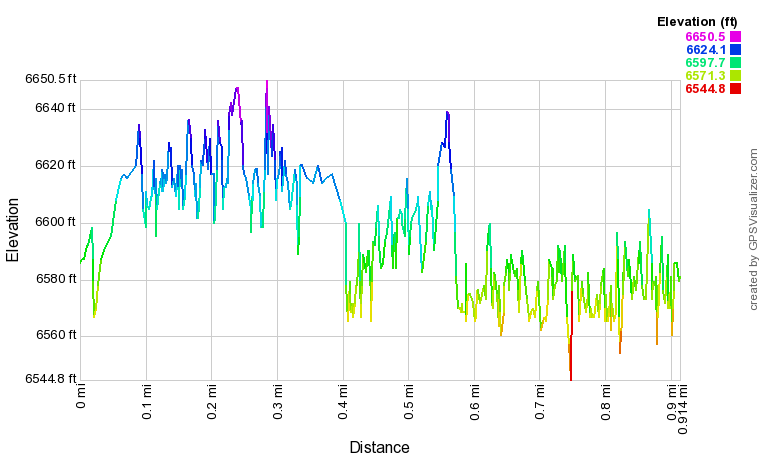 Elevation (ft)
6650.5
6624.1
6597.7
6571.3
6544.8
6650.5 ft
6640 ft
6620 ft
6600 ft
6580 ft
6560 ft
6544.8 ft
Elevation
0 mi
0.1 mi
0.2 mi
0.3 mi
0.4 mi
0.5 mi
0.6 mi
0.7 mi
0.8 mi
0.9 mi
0.914 mi
Distance
created by GPSVisualizer.com